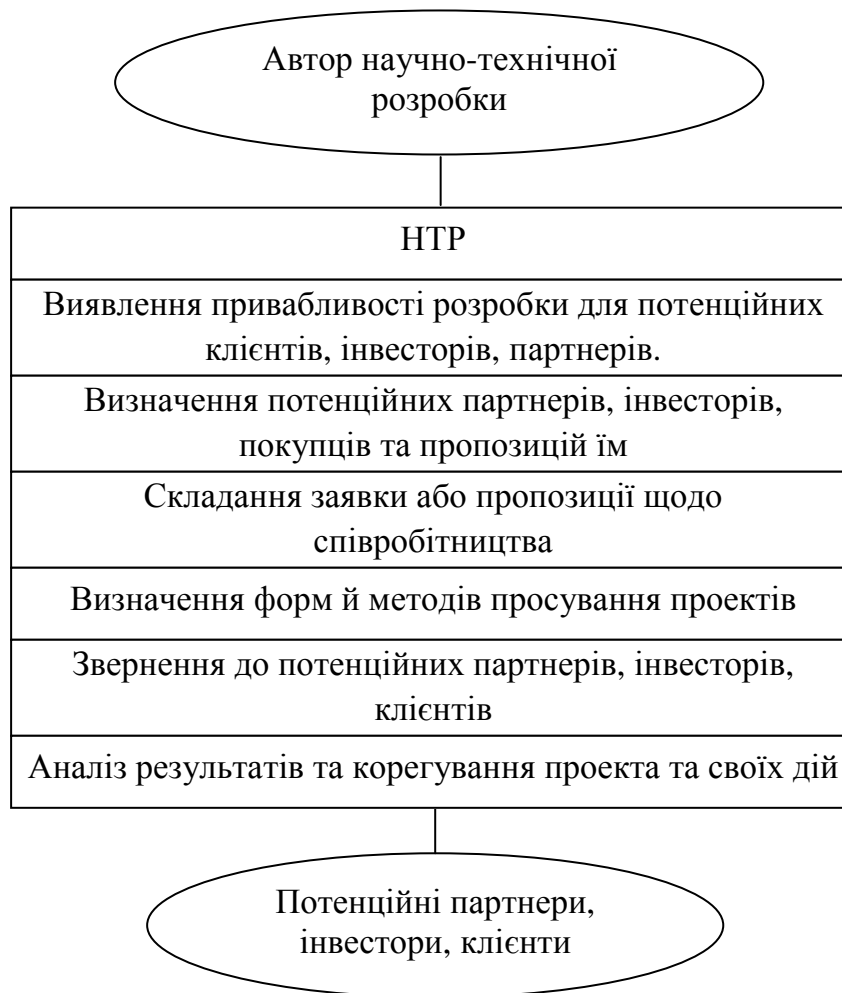 Автор научно-технічної
розробки
НТР
Виявлення привабливості розробки для потенційних
клієнтів, інвесторів, партнерів.
Визначення потенційних партнерів, інвесторів,
покупців та пропозицій їм
Складання заявки або пропозиції щодо
співробітництва
Визначення форм й методів просування проектів
Звернення до потенційних партнерів, інвесторів,
клієнтів
Аналіз результатів та корегування проекта та своїх дій
Потенційні партнери,
інвестори, клієнти